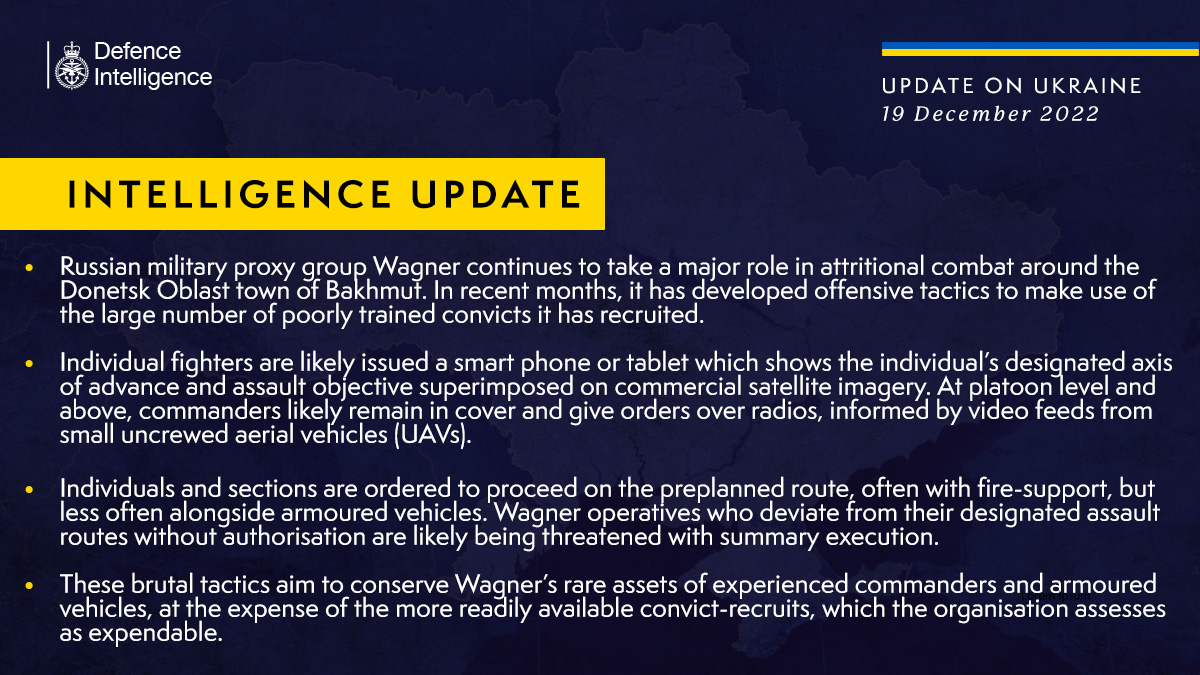 Defence
Intelligence
UPDATE ON UKRAINE
19 December 2022
INTELLIGENCE UPDATE
• Russian military proxy group Wagner continues to take a major role in attritional combat around the
Donetsk Oblast town of Bakhmut. In recent months, it has developed offensive tactics to make use of
the large number of poorly trained convicts it has recruited.
• Individual fighters are likely issued a smart phone or tablet which shows the individual's designated axis
of advance and assault objective superimposed on commercial satellite imagery. At platoon level and
above, commanders likely remain in cover and give orders over radios, informed by video feeds from
small uncrewed aerial vehicles (UAVs).
• Individuals and sections are ordered to proceed on the preplanned route, often with fire-support, but
less often alongside armoured vehicles. Wagner operatives who deviate from their designated assault
routes without authorisation are likely being threatened with summary execution.
• These brutal tactics aim to conserve Wagner's rare assets of experienced commanders and armoured
vehicles, at the expense of the more readily available convict-recruits, which the organisation assesses
as expendable.